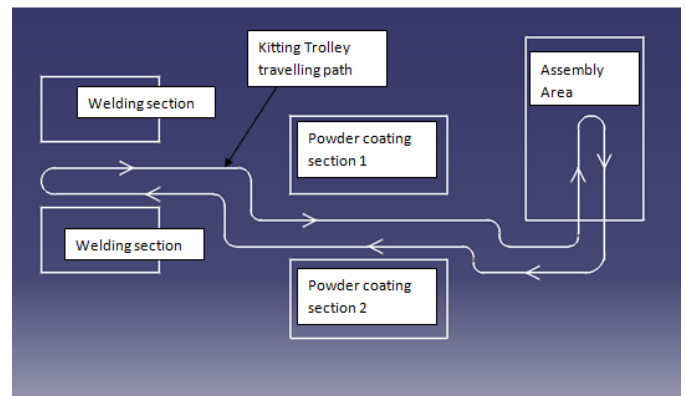 Kitting Trolley
travelling path
Assembly
Area
Welding section
Powder coating
section 1
Welding section
Powder coating
section 2